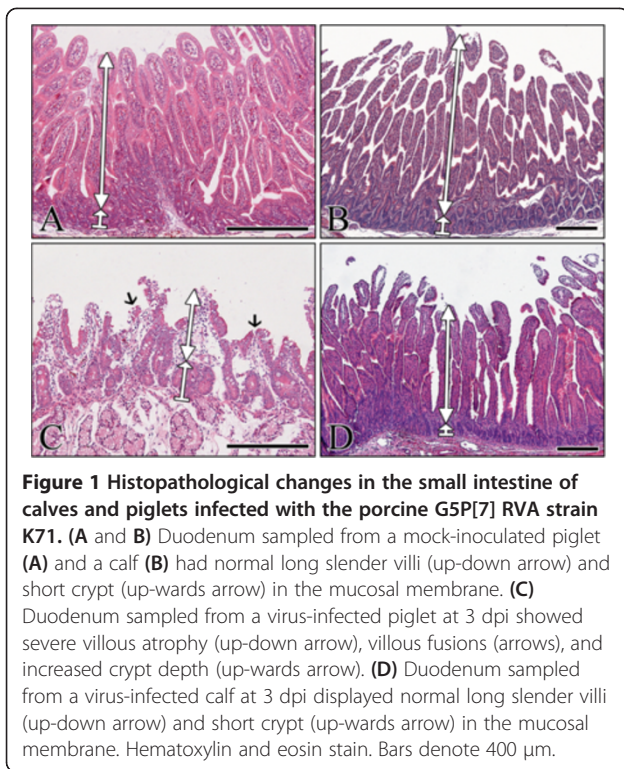 A
B
C
D
Figure 1 Histopathological changes in the small intestine of
calves and piglets infected with the porcine G5P[7] RVA strain
K71. (A and B) Duodenum sampled from a mock-inoculated piglet
(A) and a calf (B) had normal long slender villi (up-down arrow) and
short crypt (up-wards arrow) in the mucosal membrane. (C)
Duodenum sampled from a virus-infected piglet at 3 dpi showed
severe villous atrophy (up-down arrow), villous fusions (arrows), and
increased crypt depth (up-wards arrow). (D) Duodenum sampled
from a virus-infected calf at 3 dpi displayed normal long slender villi
(up-down arrow) and short crypt (up-wards arrow) in the mucosal
membrane. Hematoxylin and eosin stain. Bars denote 400 μm.